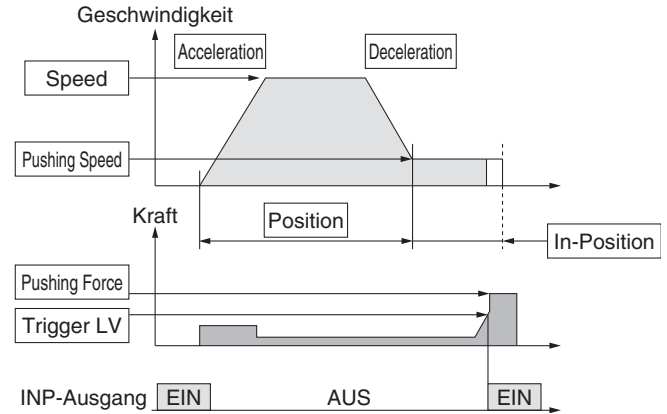 Geschwindigkeit
Acceleration
Deceleration
Speed
Pushing Speed
Kraft
Position
In-Position
Pushing Force
Trigger LV
INP-Ausgang EIN AUS EIN